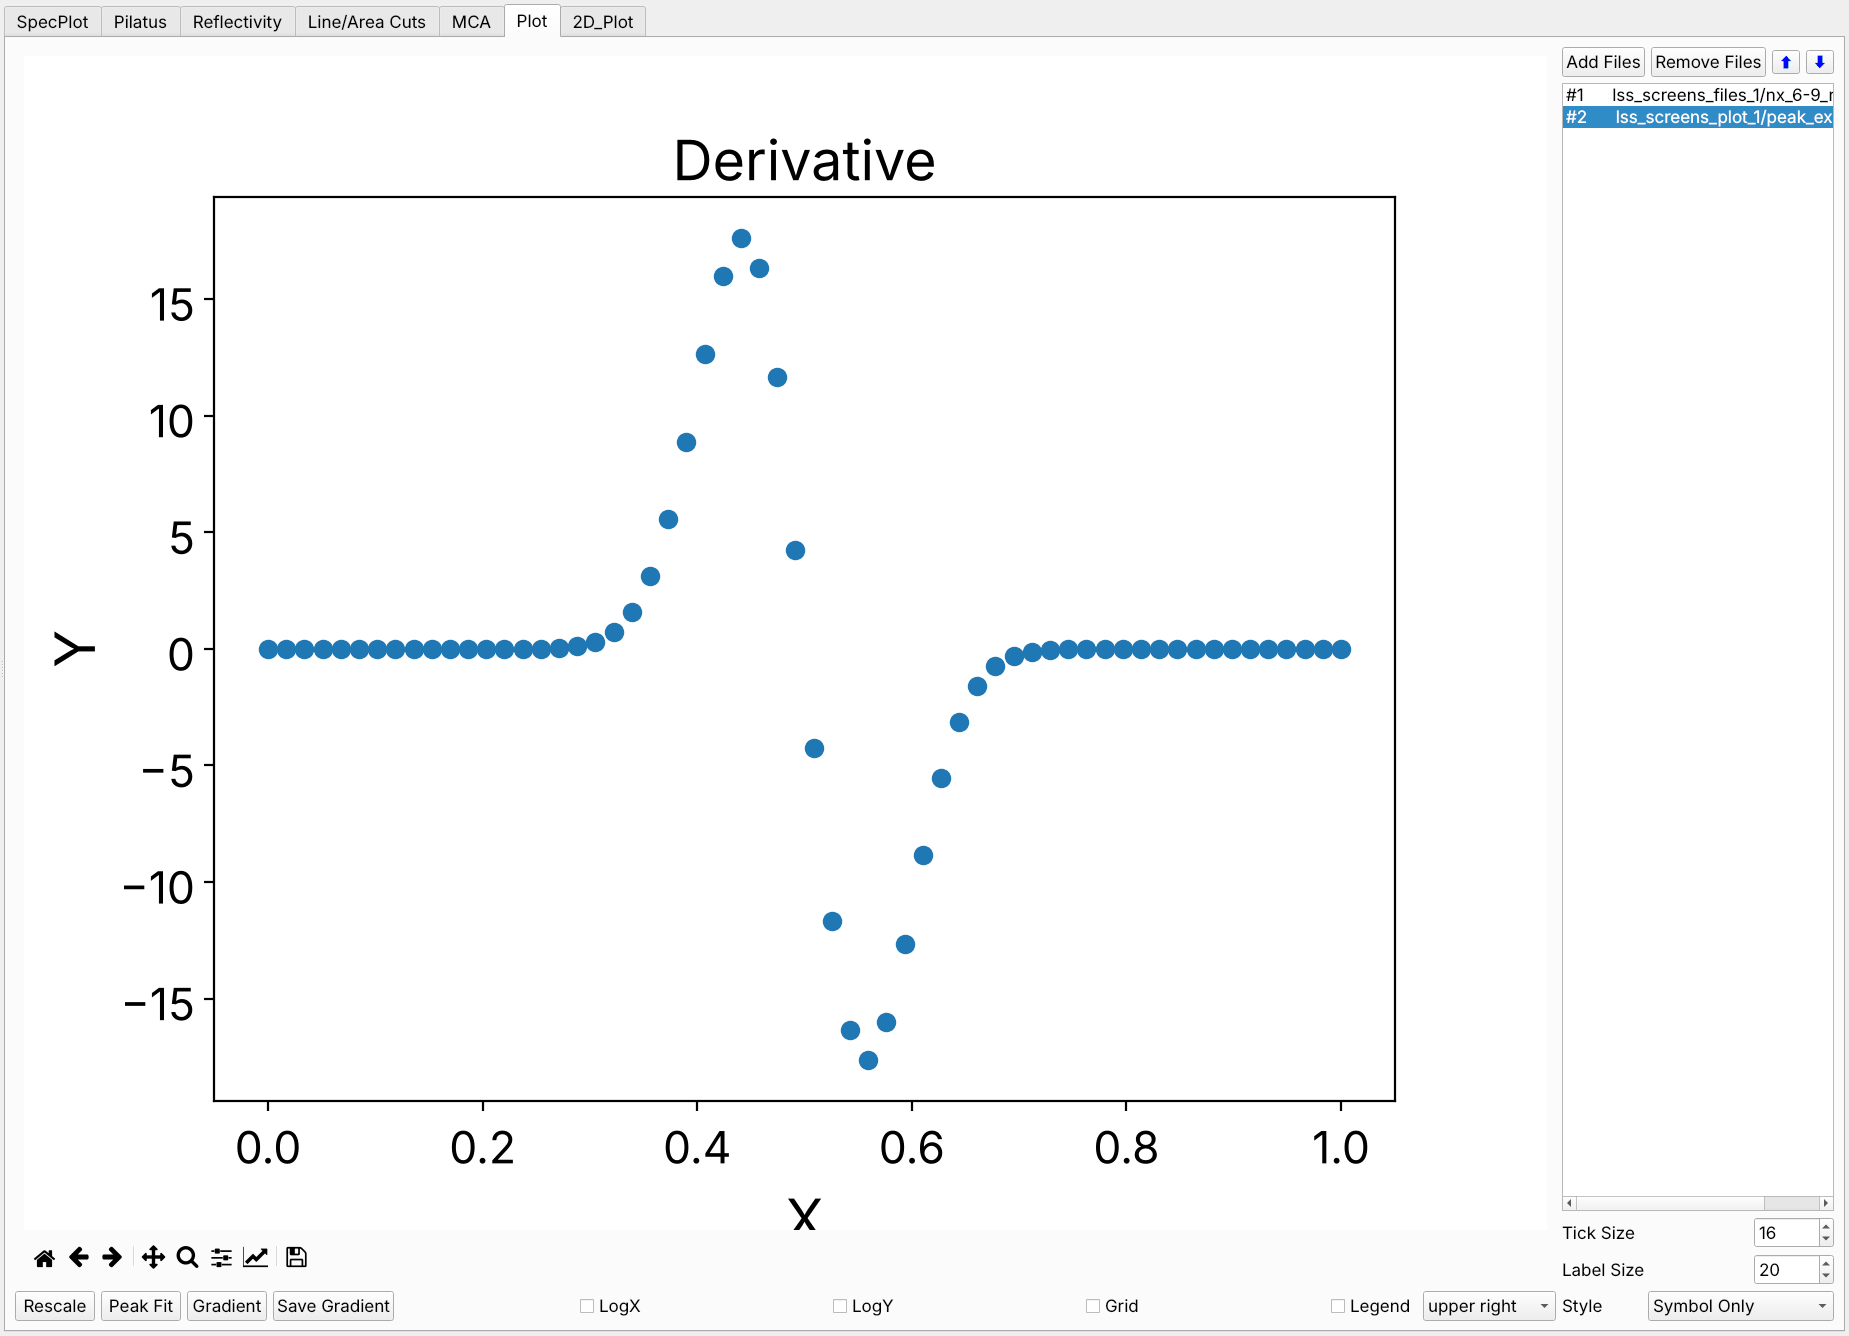 SpecPlot Pilatus Reflectivity Line/Area Cuts MCA Plot 2D_Plot
Add Files Remove Files
#1 lss_screens_files_1/nx_6-9_r
#2 lss_screens_plot_1/peak_ex
Derivative
15
10
5
0
−5
−10
−15
Y
0.0 0.2 0.4 0.6 0.8 1.0
X
Tick Size 16
Label Size 20
Rescale Peak Fit Gradient Save Gradient LogX LogY Grid Legend upper right Style Symbol Only